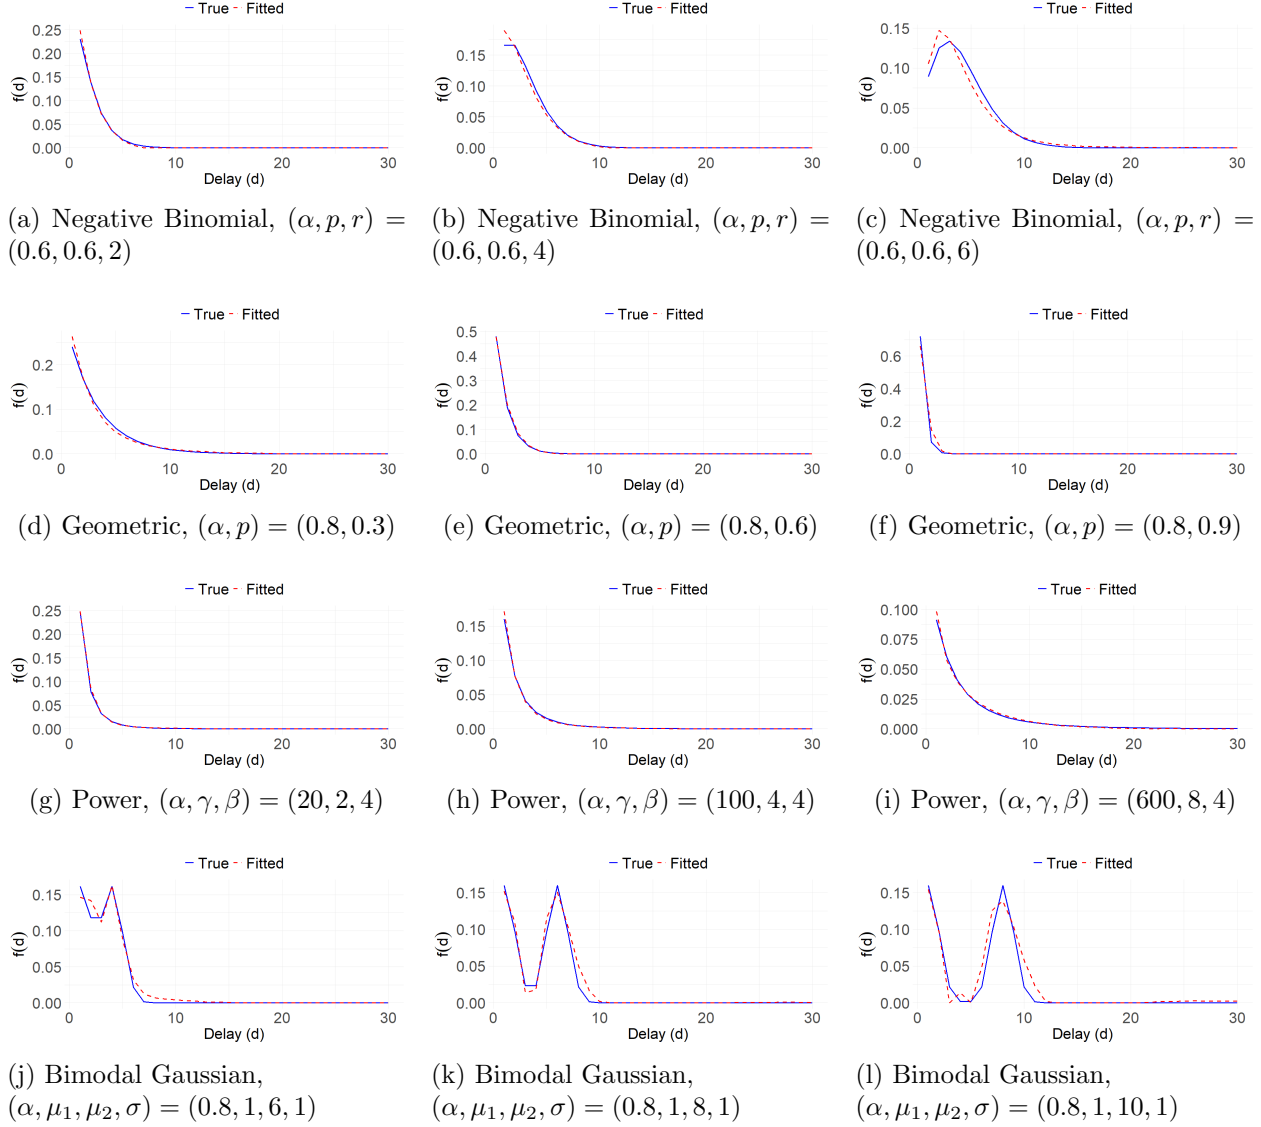 True Fitted
0.25
0.20
0.15
0.10
0.05
0.00
f(d)
0 10 20 30
Delay (d)
(a) Negative Binomial, (α, p, r) =
(0.6, 0.6, 2)
True Fitted
0.15
0.10
0.05
0.00
f(d)
0 10 20 30
Delay (d)
(b) Negative Binomial, (α, p, r) =
(0.6, 0.6, 4)
True Fitted
0.15
0.10
0.05
0.00
f(d)
0 10 20 30
Delay (d)
(c) Negative Binomial, (α, p, r) =
(0.6, 0.6, 6)
True Fitted
0.2
0.1
0.0
f(d)
0 10 20 30
Delay (d)
(d) Geometric, (α, p) = (0.8, 0.3)
True Fitted
0.5
0.4
0.3
0.2
0.1
0.0
f(d)
0 10 20 30
Delay (d)
(e) Geometric, (α, p) = (0.8, 0.6)
True Fitted
0.6
0.4
0.2
0.0
f(d)
0 10 20 30
Delay (d)
(f) Geometric, (α, p) = (0.8, 0.9)
True Fitted
0.25
0.20
0.15
0.10
0.05
0.00
f(d)
0 10 20 30
Delay (d)
(g) Power, (α, γ, β) = (20, 2, 4)
True Fitted
0.15
0.10
0.05
0.00
f(d)
0 10 20 30
Delay (d)
(h) Power, (α, γ, β) = (100, 4, 4)
True Fitted
0.100
0.075
0.050
0.025
0.000
f(d)
0 10 20 30
Delay (d)
(i) Power, (α, γ, β) = (600, 8, 4)
True Fitted
0.15
0.10
0.05
0.00
f(d)
0 10 20 30
Delay (d)
(j) Bimodal Gaussian,
(α, μ₁, μ₂, σ) = (0.8, 1, 6, 1)
True Fitted
0.15
0.10
0.05
0.00
f(d)
0 10 20 30
Delay (d)
(k) Bimodal Gaussian,
(α, μ₁, μ₂, σ) = (0.8, 1, 8, 1)
True Fitted
0.15
0.10
0.05
0.00
f(d)
0 10 20 30
Delay (d)
(l) Bimodal Gaussian,
(α, μ₁, μ₂, σ) = (0.8, 1, 10, 1)